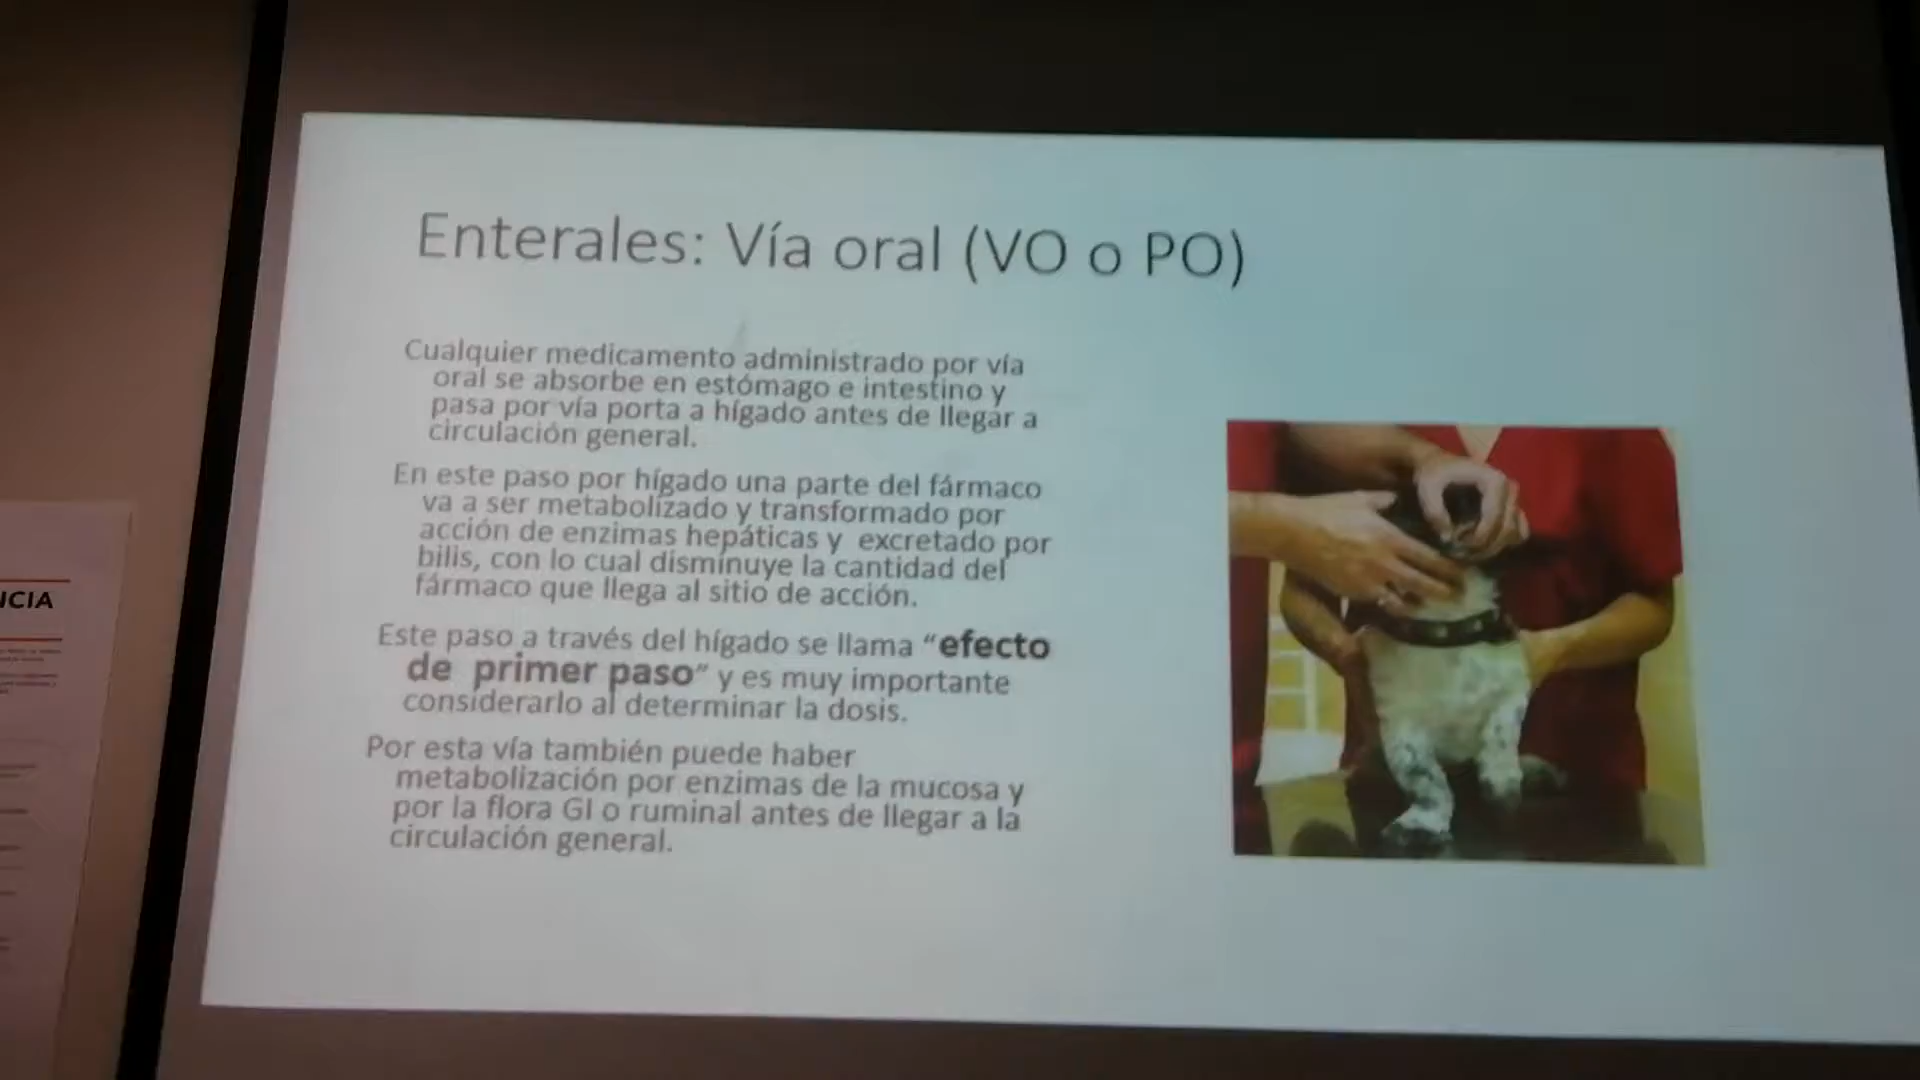 Enterales: Vía oral (VO o PO)
Cualquier medicamento administrado por vía
oral se absorbe en estómago e intestino y
pasa por vía porta a hígado antes de llegar a
circulación general.
En este paso por hígado una parte del fármaco
va a ser metabolizado y transformado por
acción de enzimas hepáticas y excretado por
bilis, con lo cual disminuye la cantidad del
fármaco que llega al sitio de acción.
Este paso a través del hígado se llama “efecto
de primer paso” y es muy importante
considerarlo al determinar la dosis.
Por esta vía también puede haber
metabolización por enzimas de la mucosa y
por la flora GI o ruminal antes de llegar a la
circulación general.